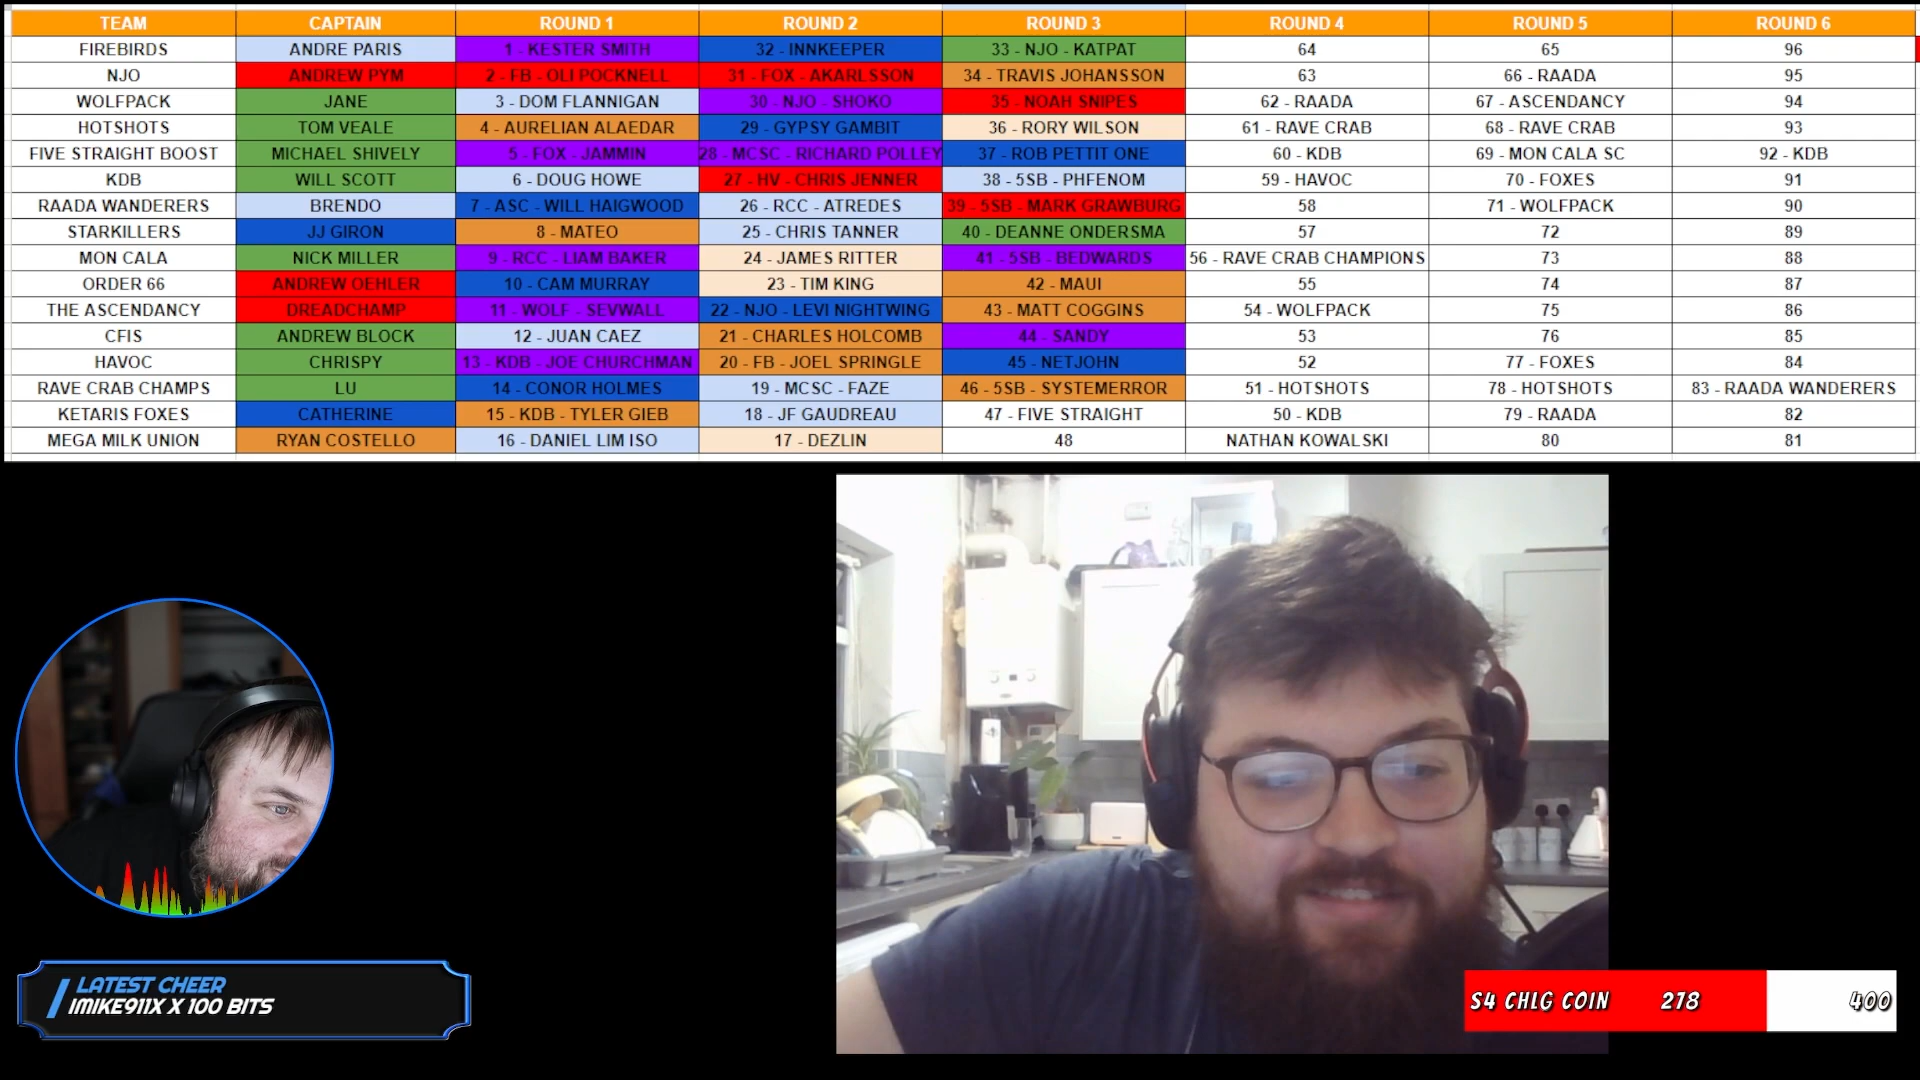 TEAM CAPTAIN ROUND 1 ROUND 2 ROUND 3 ROUND 4 ROUND 5 ROUND 6
FIREBIRDS ANDRE PARIS 1 - KESTER SMITH 32 - INNKEEPER 33 - NJO - KATPAT 64 65 96
NJO ANDREW PYM 2 - FB - OLI POCKNELL 31 - FOX - AKARLSSON 34 - TRAVIS JOHANSSON 63 66 - RAADA 95
WOLFPACK JANE 3 - DOM FLANNIGAN 30 - NJO - SHOKO 35 - NOAH SNIPES 62 - RAADA 67 - ASCENDANCY 94
HOTSHOTS TOM VEALE 4 - AURELIAN ALAEDAR 29 - GYPSY GAMBIT 36 - RORY WILSON 61 - RAVE CRAB 68 - RAVE CRAB 93
FIVE STRAIGHT BOOST MICHAEL SHIVELY 5 - FOX - JAMMIN 28 - MCSC - RICHARD POLLEY 37 - ROB PETTIT ONE 60 - KDB 69 - MON CALA SC 92 - KDB
KDB WILL SCOTT 6 - DOUG HOWE 27 - HV - CHRIS JENNER 38 - 5SB - PHFENOM 59 - HAVOC 70 - FOXES 91
RAADA WANDERERS BRENDO 7 - ASC - WILL HAIGWOOD 26 - RCC - ATREDES 39 - 5SB - MARK GRAWBURG 58 71 - WOLFPACK 90
STARKILLERS JJ GIRON 8 - MATEO 25 - CHRIS TANNER 40 - DEANNE ONDERSMA 57 72 89
MON CALA NICK MILLER 9 - RCC - LIAM BAKER 24 - JAMES RITTER 41 - 5SB - BEDWARDS 56 - RAVE CRAB CHAMPIONS 73 88
ORDER 66 ANDREW OEHLER 10 - CAM MURRAY 23 - TIM KING 42 - MAUI 55 74 87
THE ASCENDANCY DREADCHAMP 11 - WOLF - SEVWALL 22 - NJO - LEVI NIGHTWING 43 - MATT COGGINS 54 - WOLFPACK 75 86
CFIS ANDREW BLOCK 12 - JUAN CAEZ 21 - CHARLES HOLCOMB 44 - SANDY 53 76 85
HAVOC CHRISPY 13 - KDB - JOE CHURCHMAN 20 - FB - JOEL SPRINGLE 45 - NETJOHN 52 77 - FOXES 84
RAVE CRAB CHAMPS LU 14 - CONOR HOLMES 19 - MCSC - FAZE 46 - 5SB - SYSTEMERROR 51 - HOTSHOTS 78 - HOTSHOTS 83 - RAADA WANDERERS
KETARIS FOXES CATHERINE 15 - KDB - TYLER GIEB 18 - JF GAUDREAU 47 - FIVE STRAIGHT 50 - KDB 79 - RAADA 82
MEGA MILK UNION RYAN COSTELLO 16 - DANIEL LIM ISO 17 - DEZLIN 48 NATHAN KOWALSKI 80 81
LATEST CHEER
1MIKE911X X 100 BITS
S4 CHLG COIN 278 400